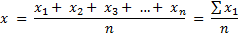 x = (x₁ + x₂ + x₃ + ...+ xₙ) / n = ∑x₁ / n